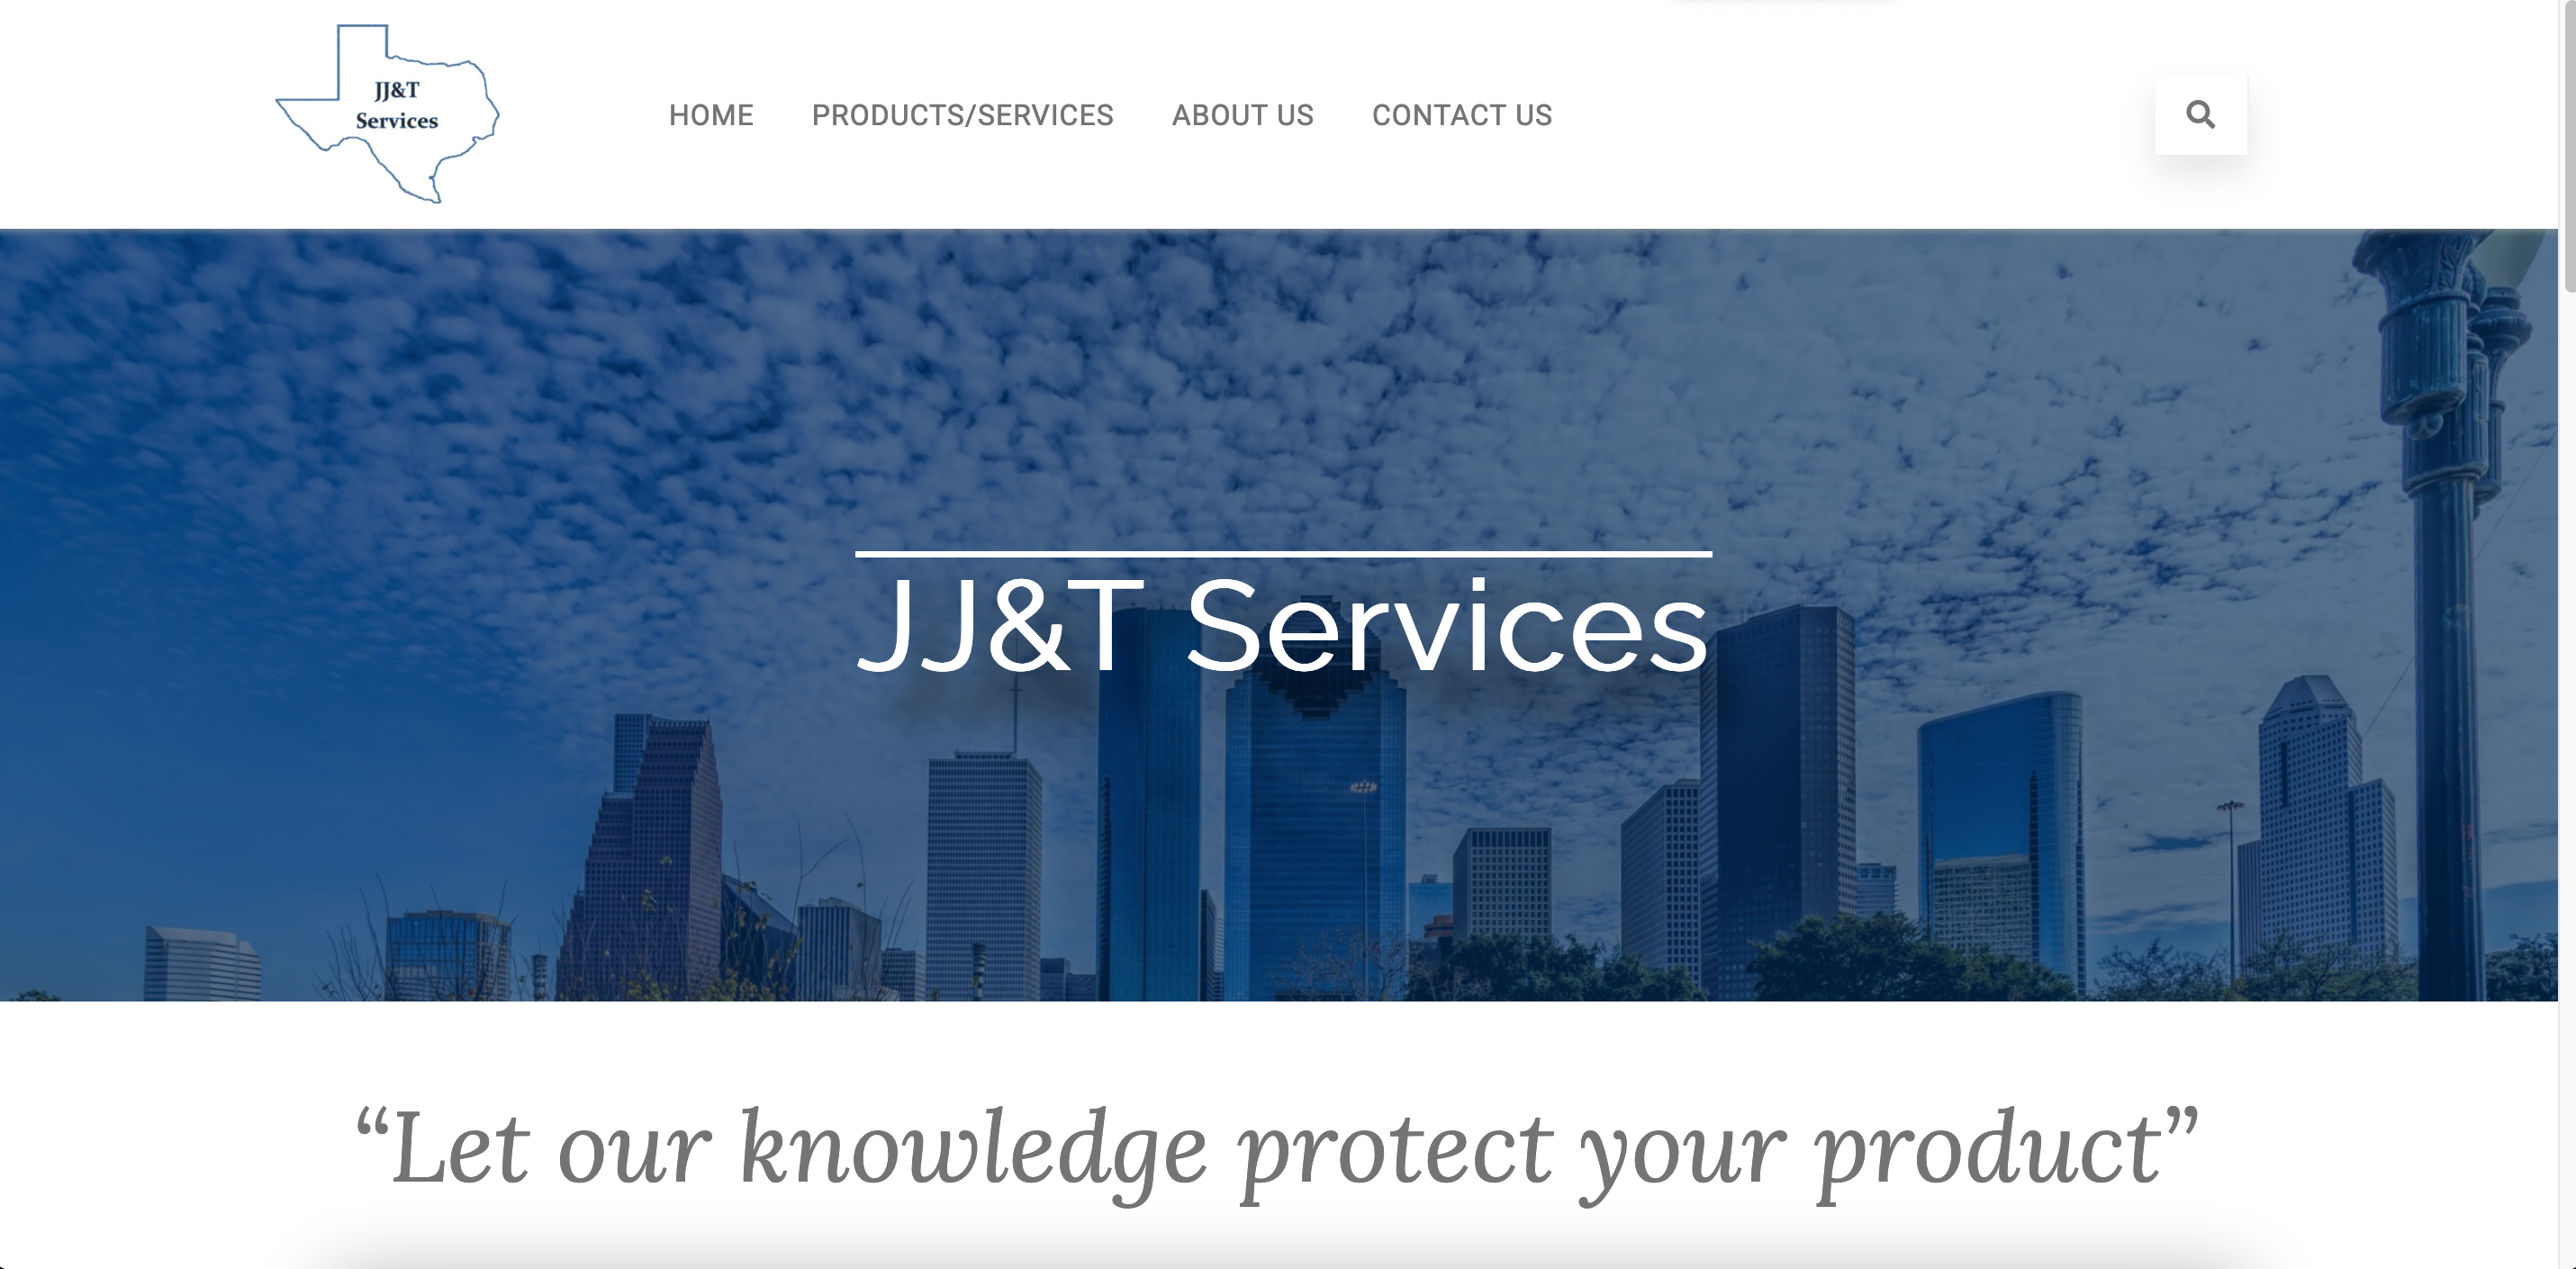 JJ&T
Services
HOME PRODUCTS/SERVICES ABOUT US CONTACT US
JJ&T Services
“Let our knowledge protect your product”